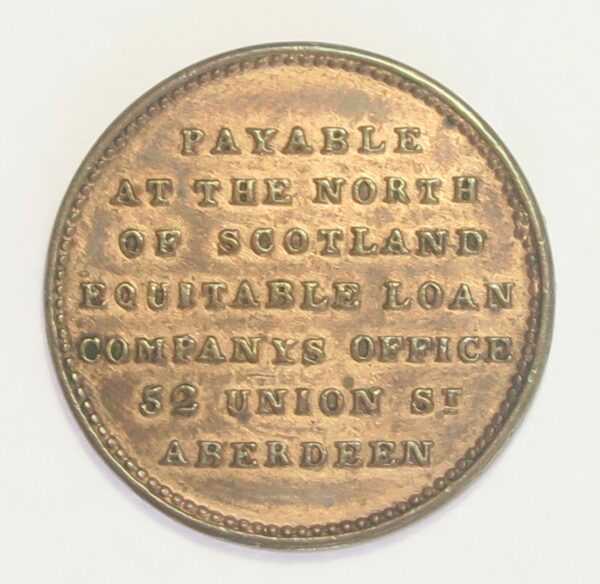 PAYABLE
AT THE NORTH
OF SCOTLAND
EQUITABLE LOAN
COMPANYS OFFICE
52 UNION ST
ABERDEEN